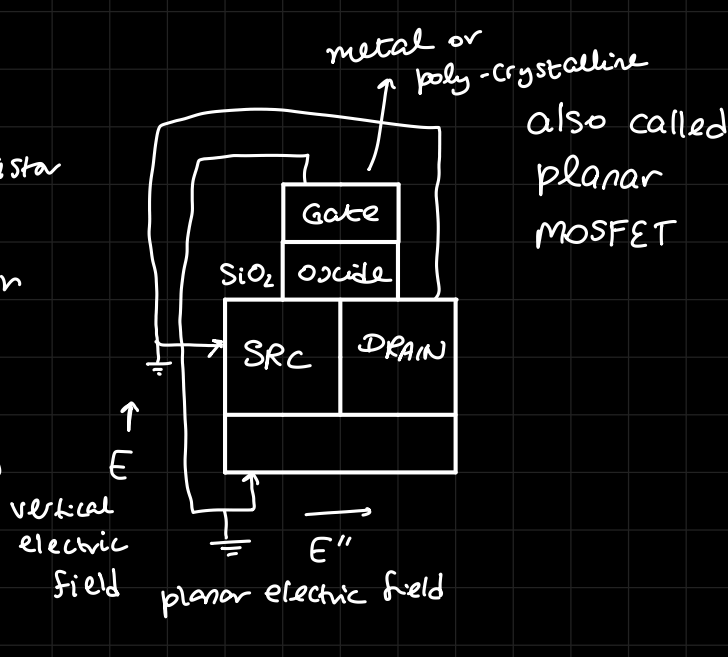 metal or
poly-crystalline
also called
planar
MOSFET
Gate
SiO₂ oxide
SRC DRAIN
E
vertical
electric
field
E"
planar electric field